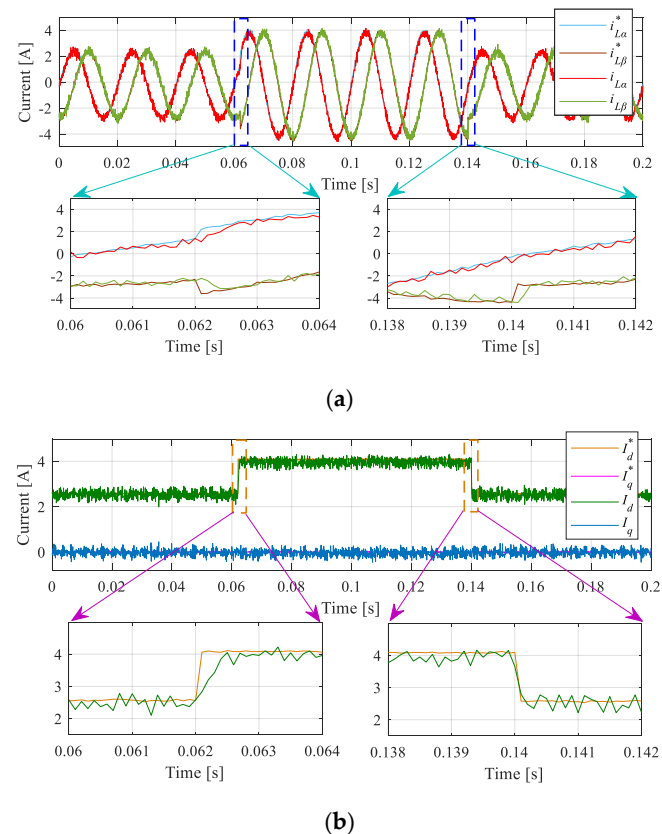 (a)
Current [A]
4
2
0
-2
-4
0 0.02 0.04 0.06 0.08 0.1 0.12 0.14 0.16 0.18 0.2
Time [s]
i*Lα
i*Lβ
iLα
iLβ
4
2
0
-2
-4
0.06 0.061 0.062 0.063 0.064
Time [s]
4
2
0
-2
-4
0.138 0.139 0.14 0.141 0.142
Time [s]
(a)
Current [A]
4
2
0
0 0.02 0.04 0.06 0.08 0.1 0.12 0.14 0.16 0.18 0.2
Time [s]
I*d
I*q
Id
Iq
4
3
2
0.06 0.061 0.062 0.063 0.064
Time [s]
4
3
2
0.138 0.139 0.14 0.141 0.142
Time [s]
(b)